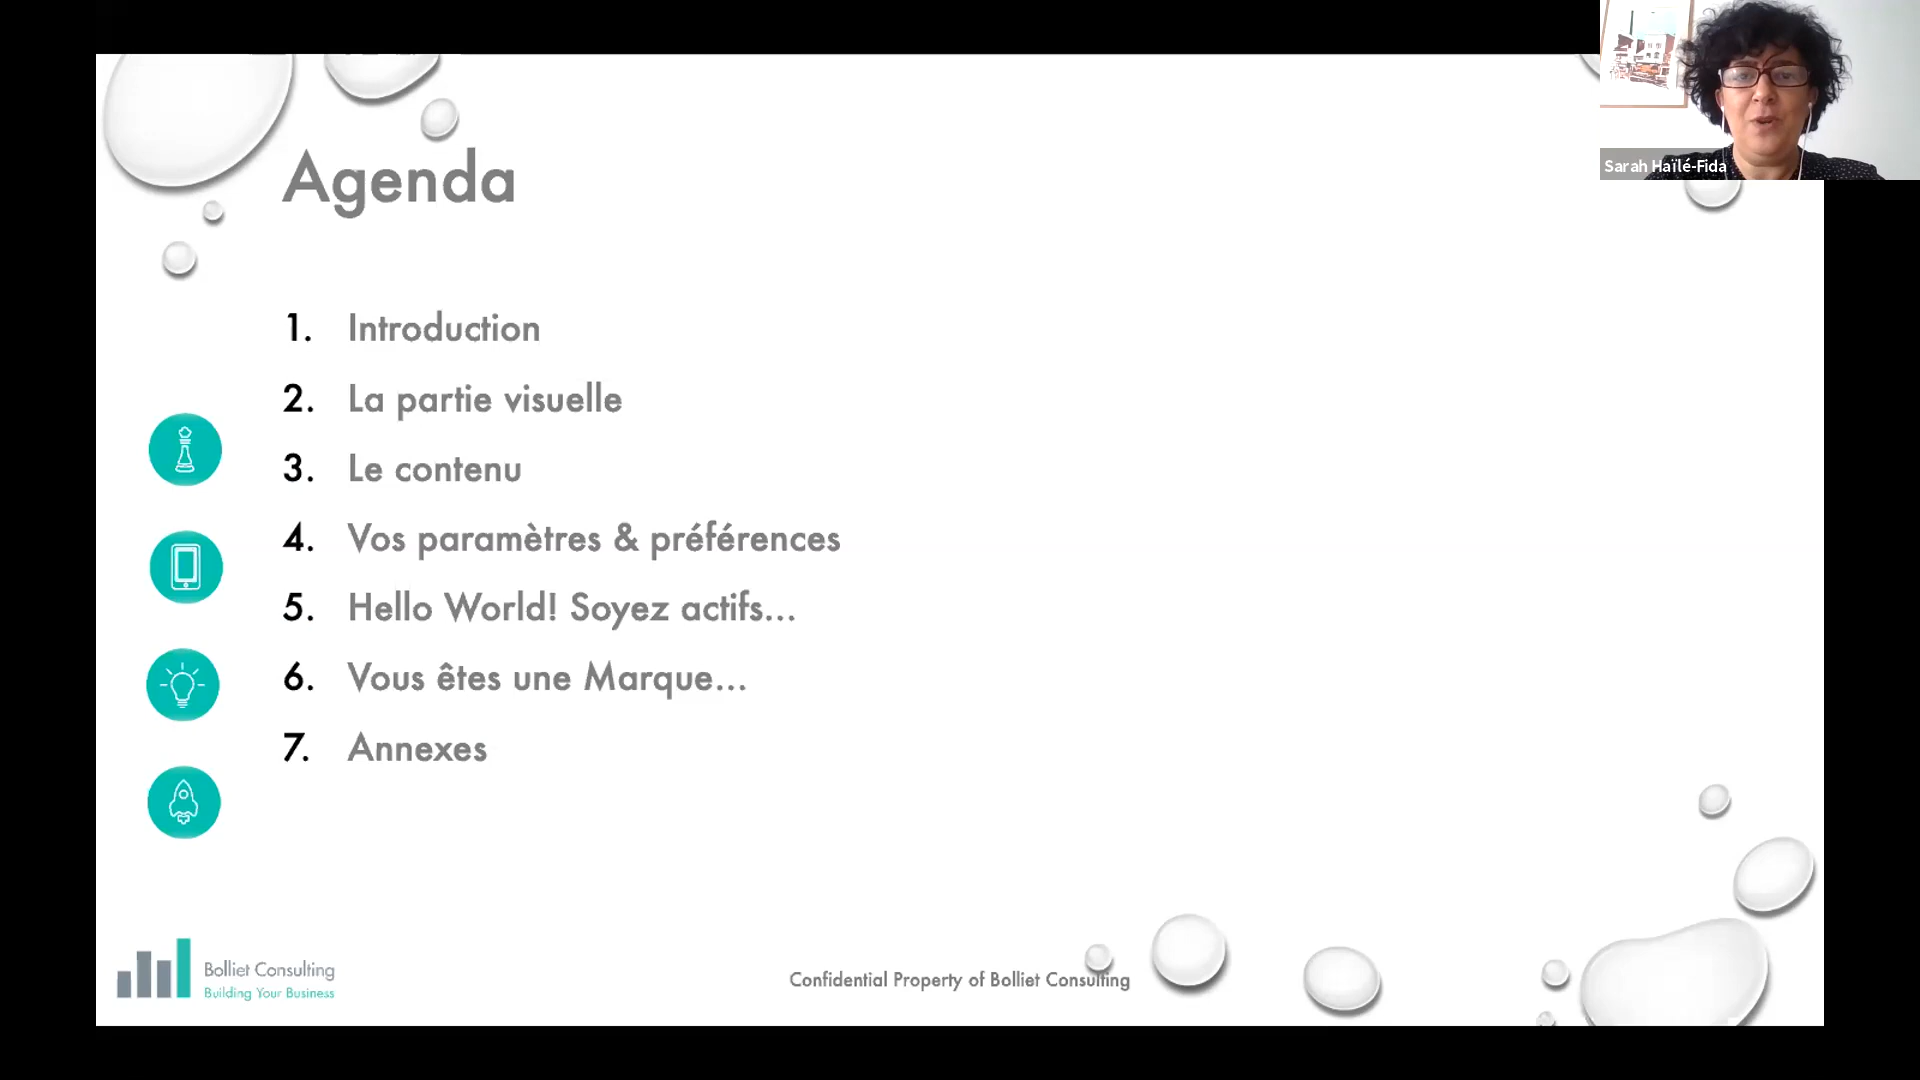 Sarah Haïlé-Fida
Agenda
1. Introduction
2. La partie visuelle
3. Le contenu
4. Vos paramètres & préférences
5. Hello World! Soyez actifs...
6. Vous êtes une Marque...
7. Annexes
Bolliet Consulting
Building Your Business
Confidential Property of Bolliet Consulting